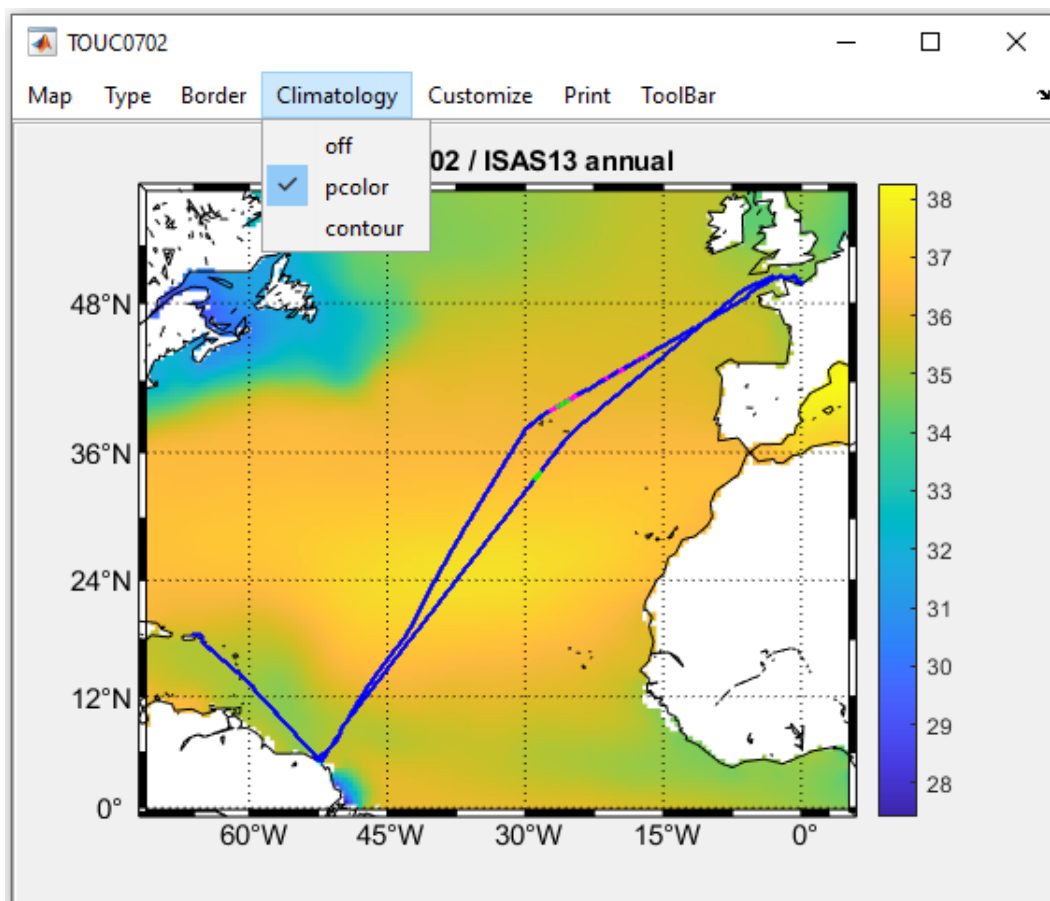 TOUC0702
Map Type Border Climatology Customize Print ToolBar
off
02 / ISAS13 annual
pcolor
contour
48°N
36°N
24°N
12°N
0°
60°W 45°W 30°W 15°W 0°
38
37
36
35
34
33
32
31
30
29
28